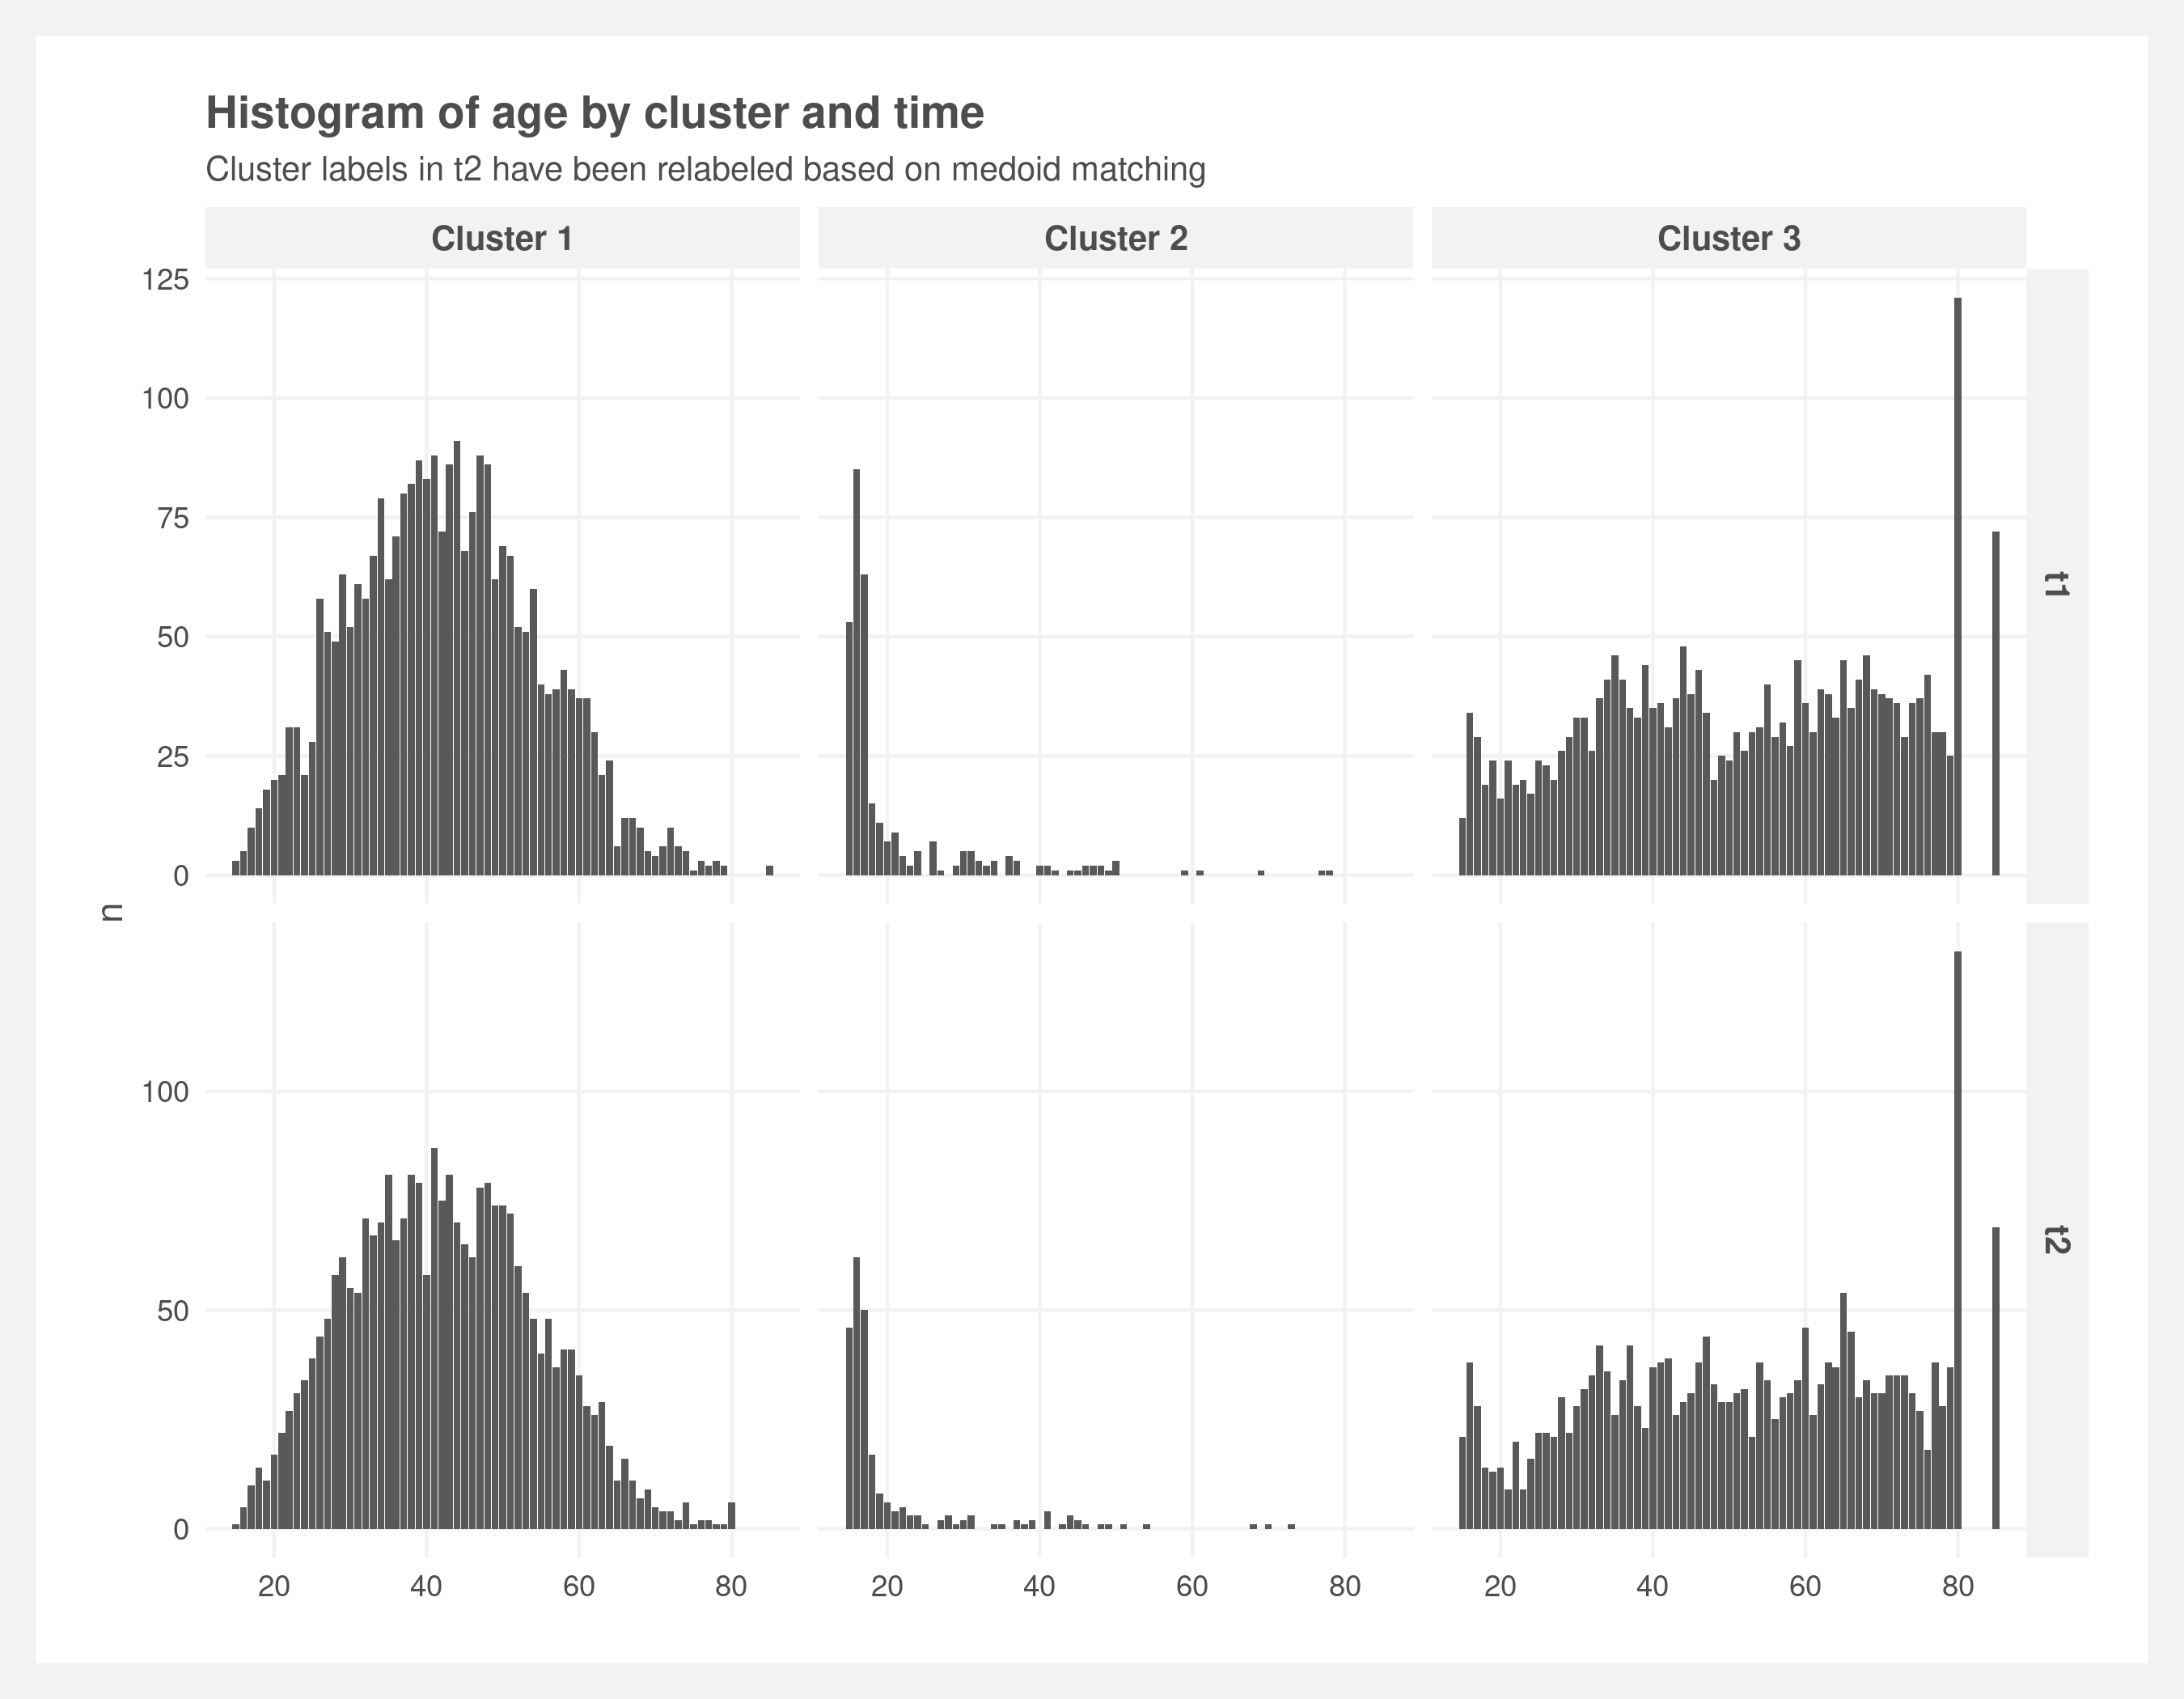 Histogram of age by cluster and time
Cluster labels in t2 have been relabeled based on medoid matching
Cluster 1
Cluster 2
Cluster 3
125
100
75
50
25
0
t1
n
100
50
0
t2
20 40 60 80
20 40 60 80
20 40 60 80